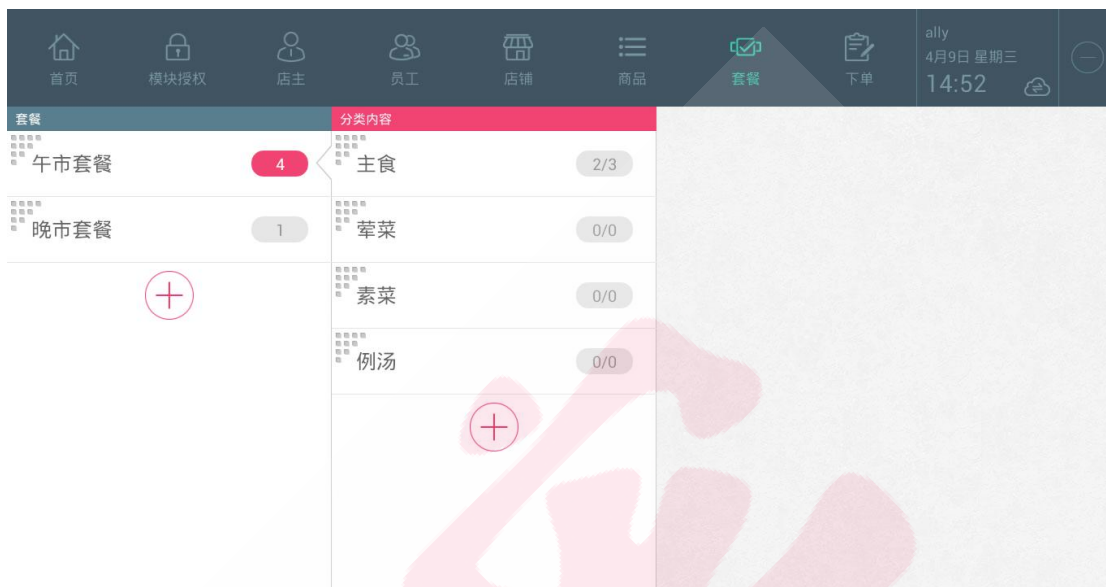 首页
模块授权
店主
员工
店铺
商品
套餐
下单
ally
4月9日 星期三
14:52
套餐
分类内容
午市套餐 4
主食 2/3
晚市套餐 1
荤菜 0/0
素菜 0/0
例汤 0/0